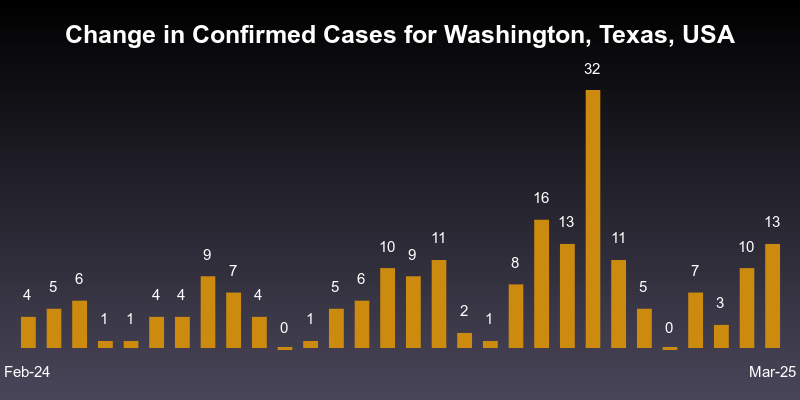 Change in Confirmed Cases for Washington, Texas, USA
4 5 6 1 1 4 4 9 7 4 0 1 5 6 10 9 11 2 1 8 16 13 32 11 5 0 7 3 10 13
Feb-24 Mar-25